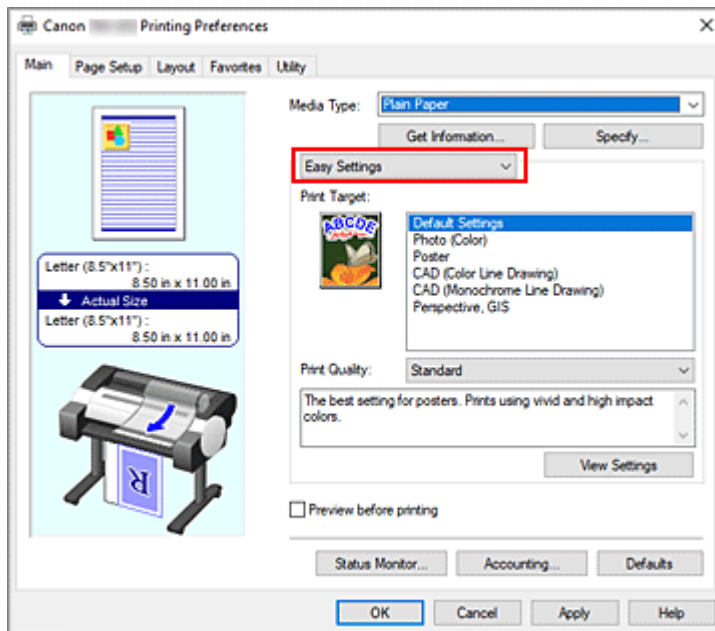 Canon Printing Preferences
Main Page Setup Layout Favorites Utility
Media Type: Plain Paper
Get Information... Specify...
Easy Settings
Print Target:
ABCDE
Default Settings
Photo (Color)
Poster
CAD (Color Line Drawing)
CAD (Monochrome Line Drawing)
Perspective, GIS
Letter (8.5"x11") :
8.50 in x 11.00 in
Actual Size
Letter (8.5"x11") :
8.50 in x 11.00 in
R
Print Quality: Standard
The best setting for posters. Prints using vivid and high impact
colors.
View Settings
Preview before printing
Status Monitor... Accounting... Defaults
OK Cancel Apply Help